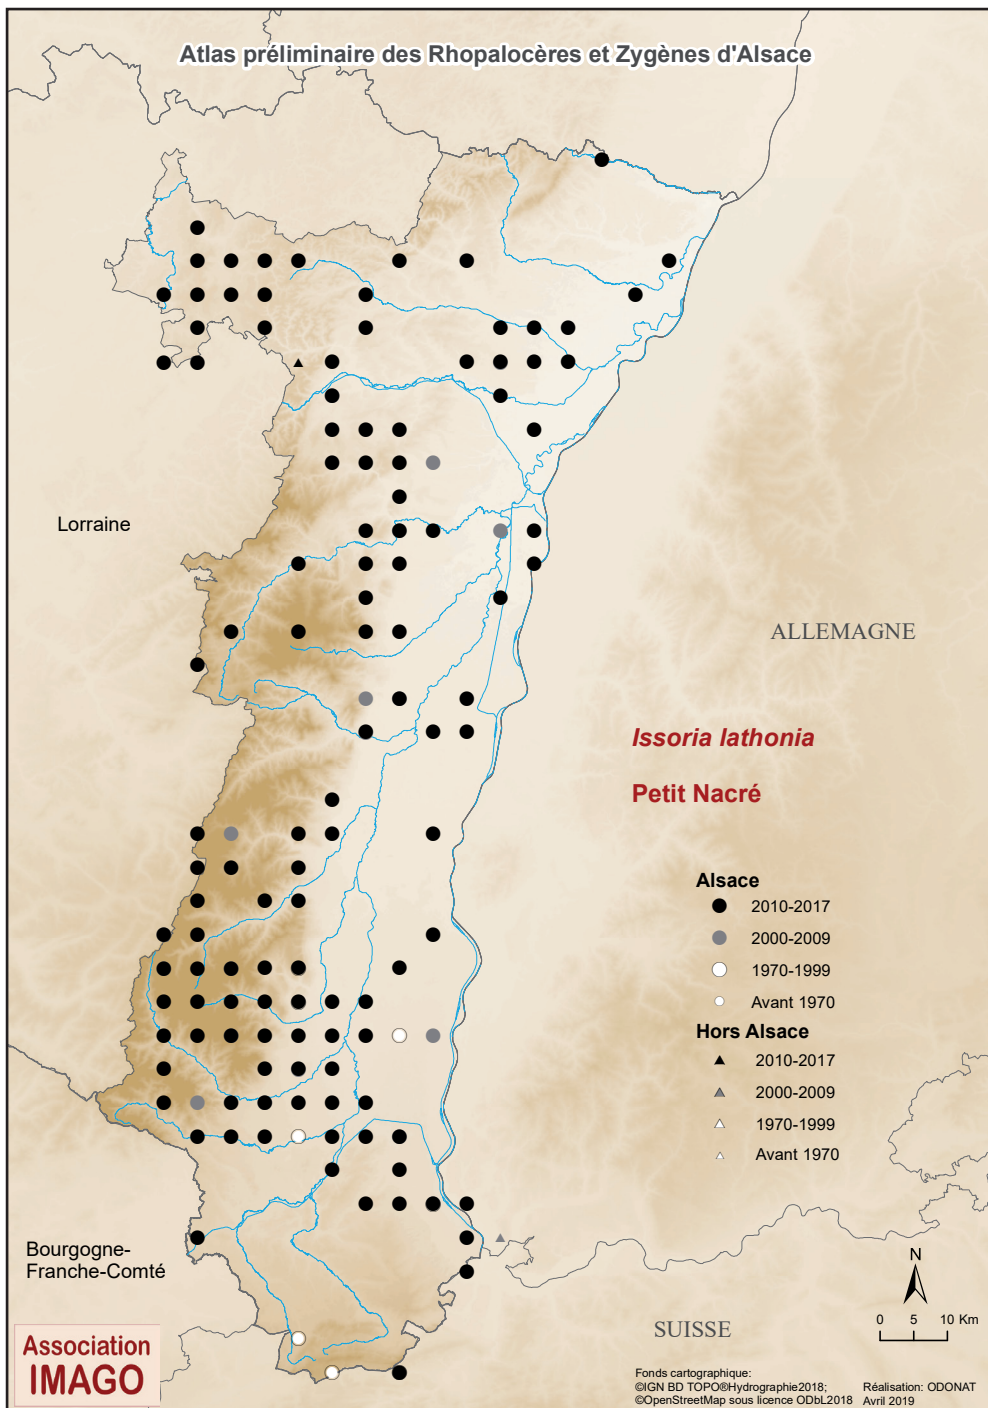 Atlas préliminaire des Rhopalocères et Zygènes d'Alsace
Lorraine
ALLEMAGNE
Issoria lathonia
Petit Nacré
Alsace
2010-2017
2000-2009
1970-1999
Avant 1970
Hors Alsace
2010-2017
2000-2009
1970-1999
Avant 1970
Bourgogne-
Franche-Comté
N
0 5 10 Km
SUISSE
Association
IMAGO
Fonds cartographique:
©IGN BD TOPO®Hydrographie2018;
©OpenStreetMap sous licence ODbL2018
Réalisation: ODONAT
Avril 2019